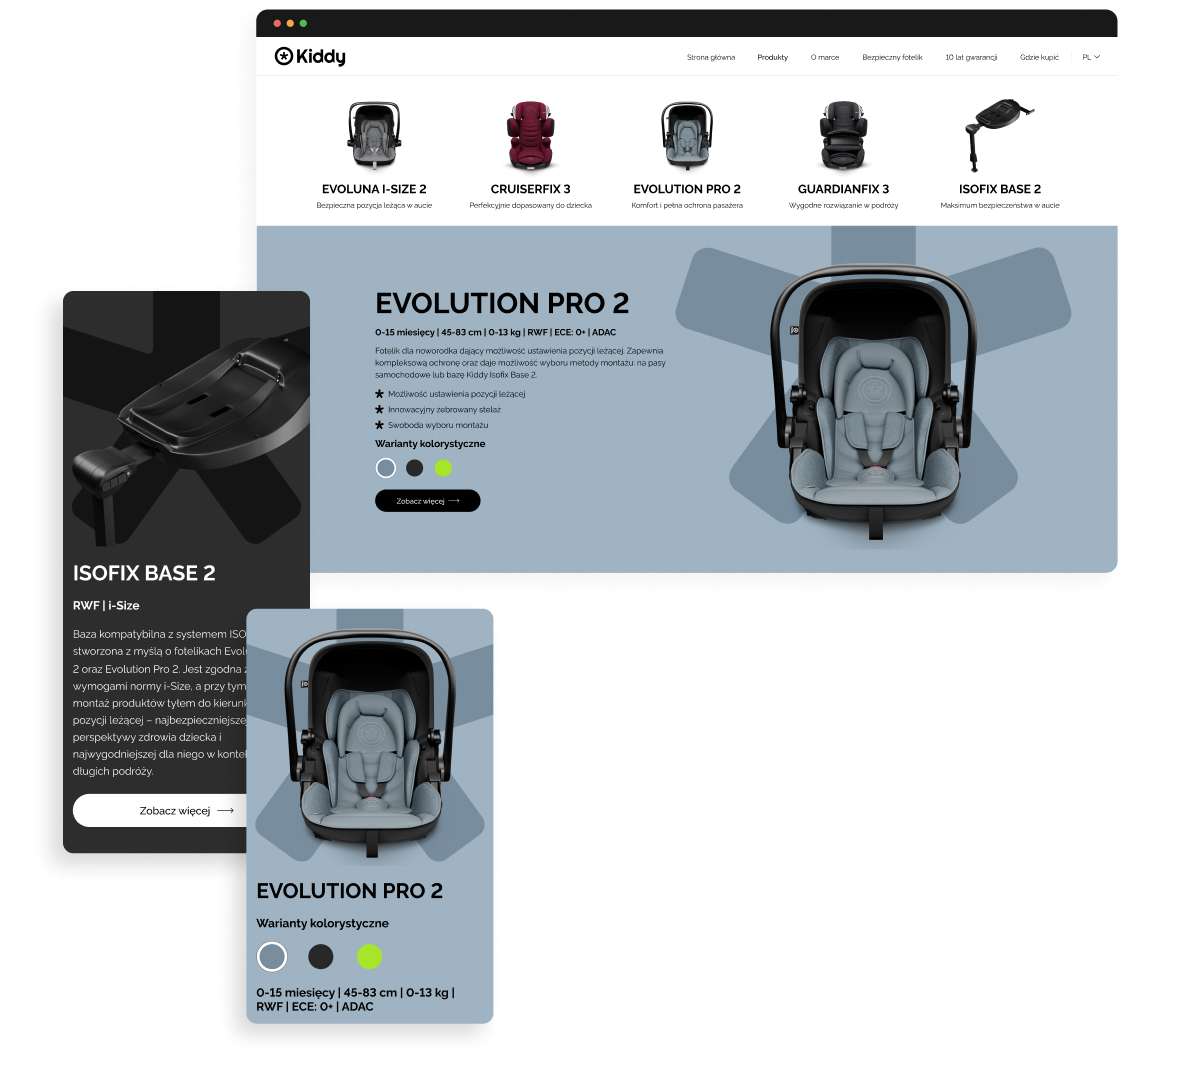 Kiddy
Strona główna Produkty O marce Bezpieczny fotelik 10 lat gwarancji Gdzie kupić PL
EVOLUNA I-SIZE 2
Bezpieczna pozycja leżąca w aucie
CRUISERFIX 3
Perfekcyjnie dopasowany do dziecka
EVOLUTION PRO 2
Komfort i pełna ochrona pasażera
GUARDIANFIX 3
Wygodne rozwiązanie w podróży
ISOFIX BASE 2
Maksimum bezpieczeństwa w aucie
EVOLUTION PRO 2
0-15 miesięcy | 45-83 cm | 0-13 kg | RWF | ECE: 0+ | ADAC
Fotelik dla noworodka dający możliwość ustawienia pozycji leżącej. Zapewnia
kompleksową ochronę oraz daje możliwość wyboru metody montażu: na pasy
samochodowe lub bazę Kiddy Isofix Base 2.
Możliwość ustawienia pozycji leżącej
Innowacyjny żebrowany stelaż
Swoboda wyboru montażu
Warianty kolorystyczne
Zobacz więcej
ISOFIX BASE 2
RWF | i-Size
Baza kompatybilna z systemem ISO
stworzona z myślą o fotelikach Evol
2 oraz Evolution Pro 2. Jest zgodna z
wymogami normy i-Size, a przy tym
montaż produktów tyłem do kierun
pozycji leżącej – najbezpieczniejszej
perspektywy zdrowia dziecka i
najwygodniejszej dla niego w konte
długich podróży.
Zobacz więcej
EVOLUTION PRO 2
Warianty kolorystyczne
0-15 miesięcy | 45-83 cm | 0-13 kg |
RWF | ECE: 0+ | ADAC